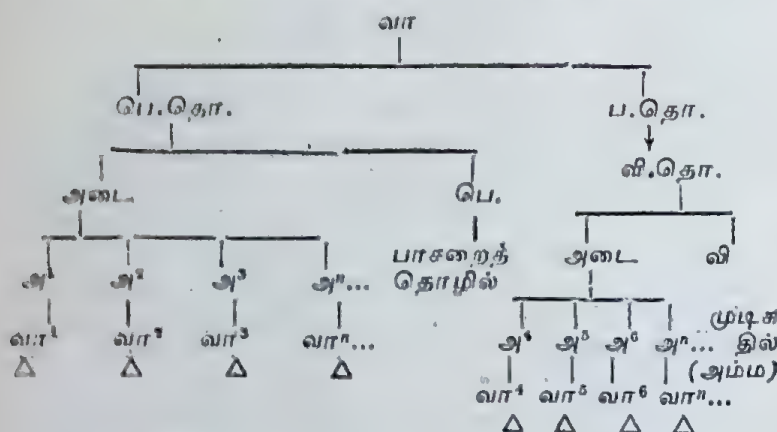 வா
பெ.தொ. ப.தொ.
வி.தொ.
அடை பெ.
அடை வி
பாசறைத்
தொழில்
அ¹ அ² அ³ அⁿ...
வா¹ வா² வா³ வாⁿ...
அ⁴ அ⁵ அ⁶ அⁿ...
முடிசி
தில்
(அம்ம)
வா⁴ வா⁵ வா⁶ வாⁿ...